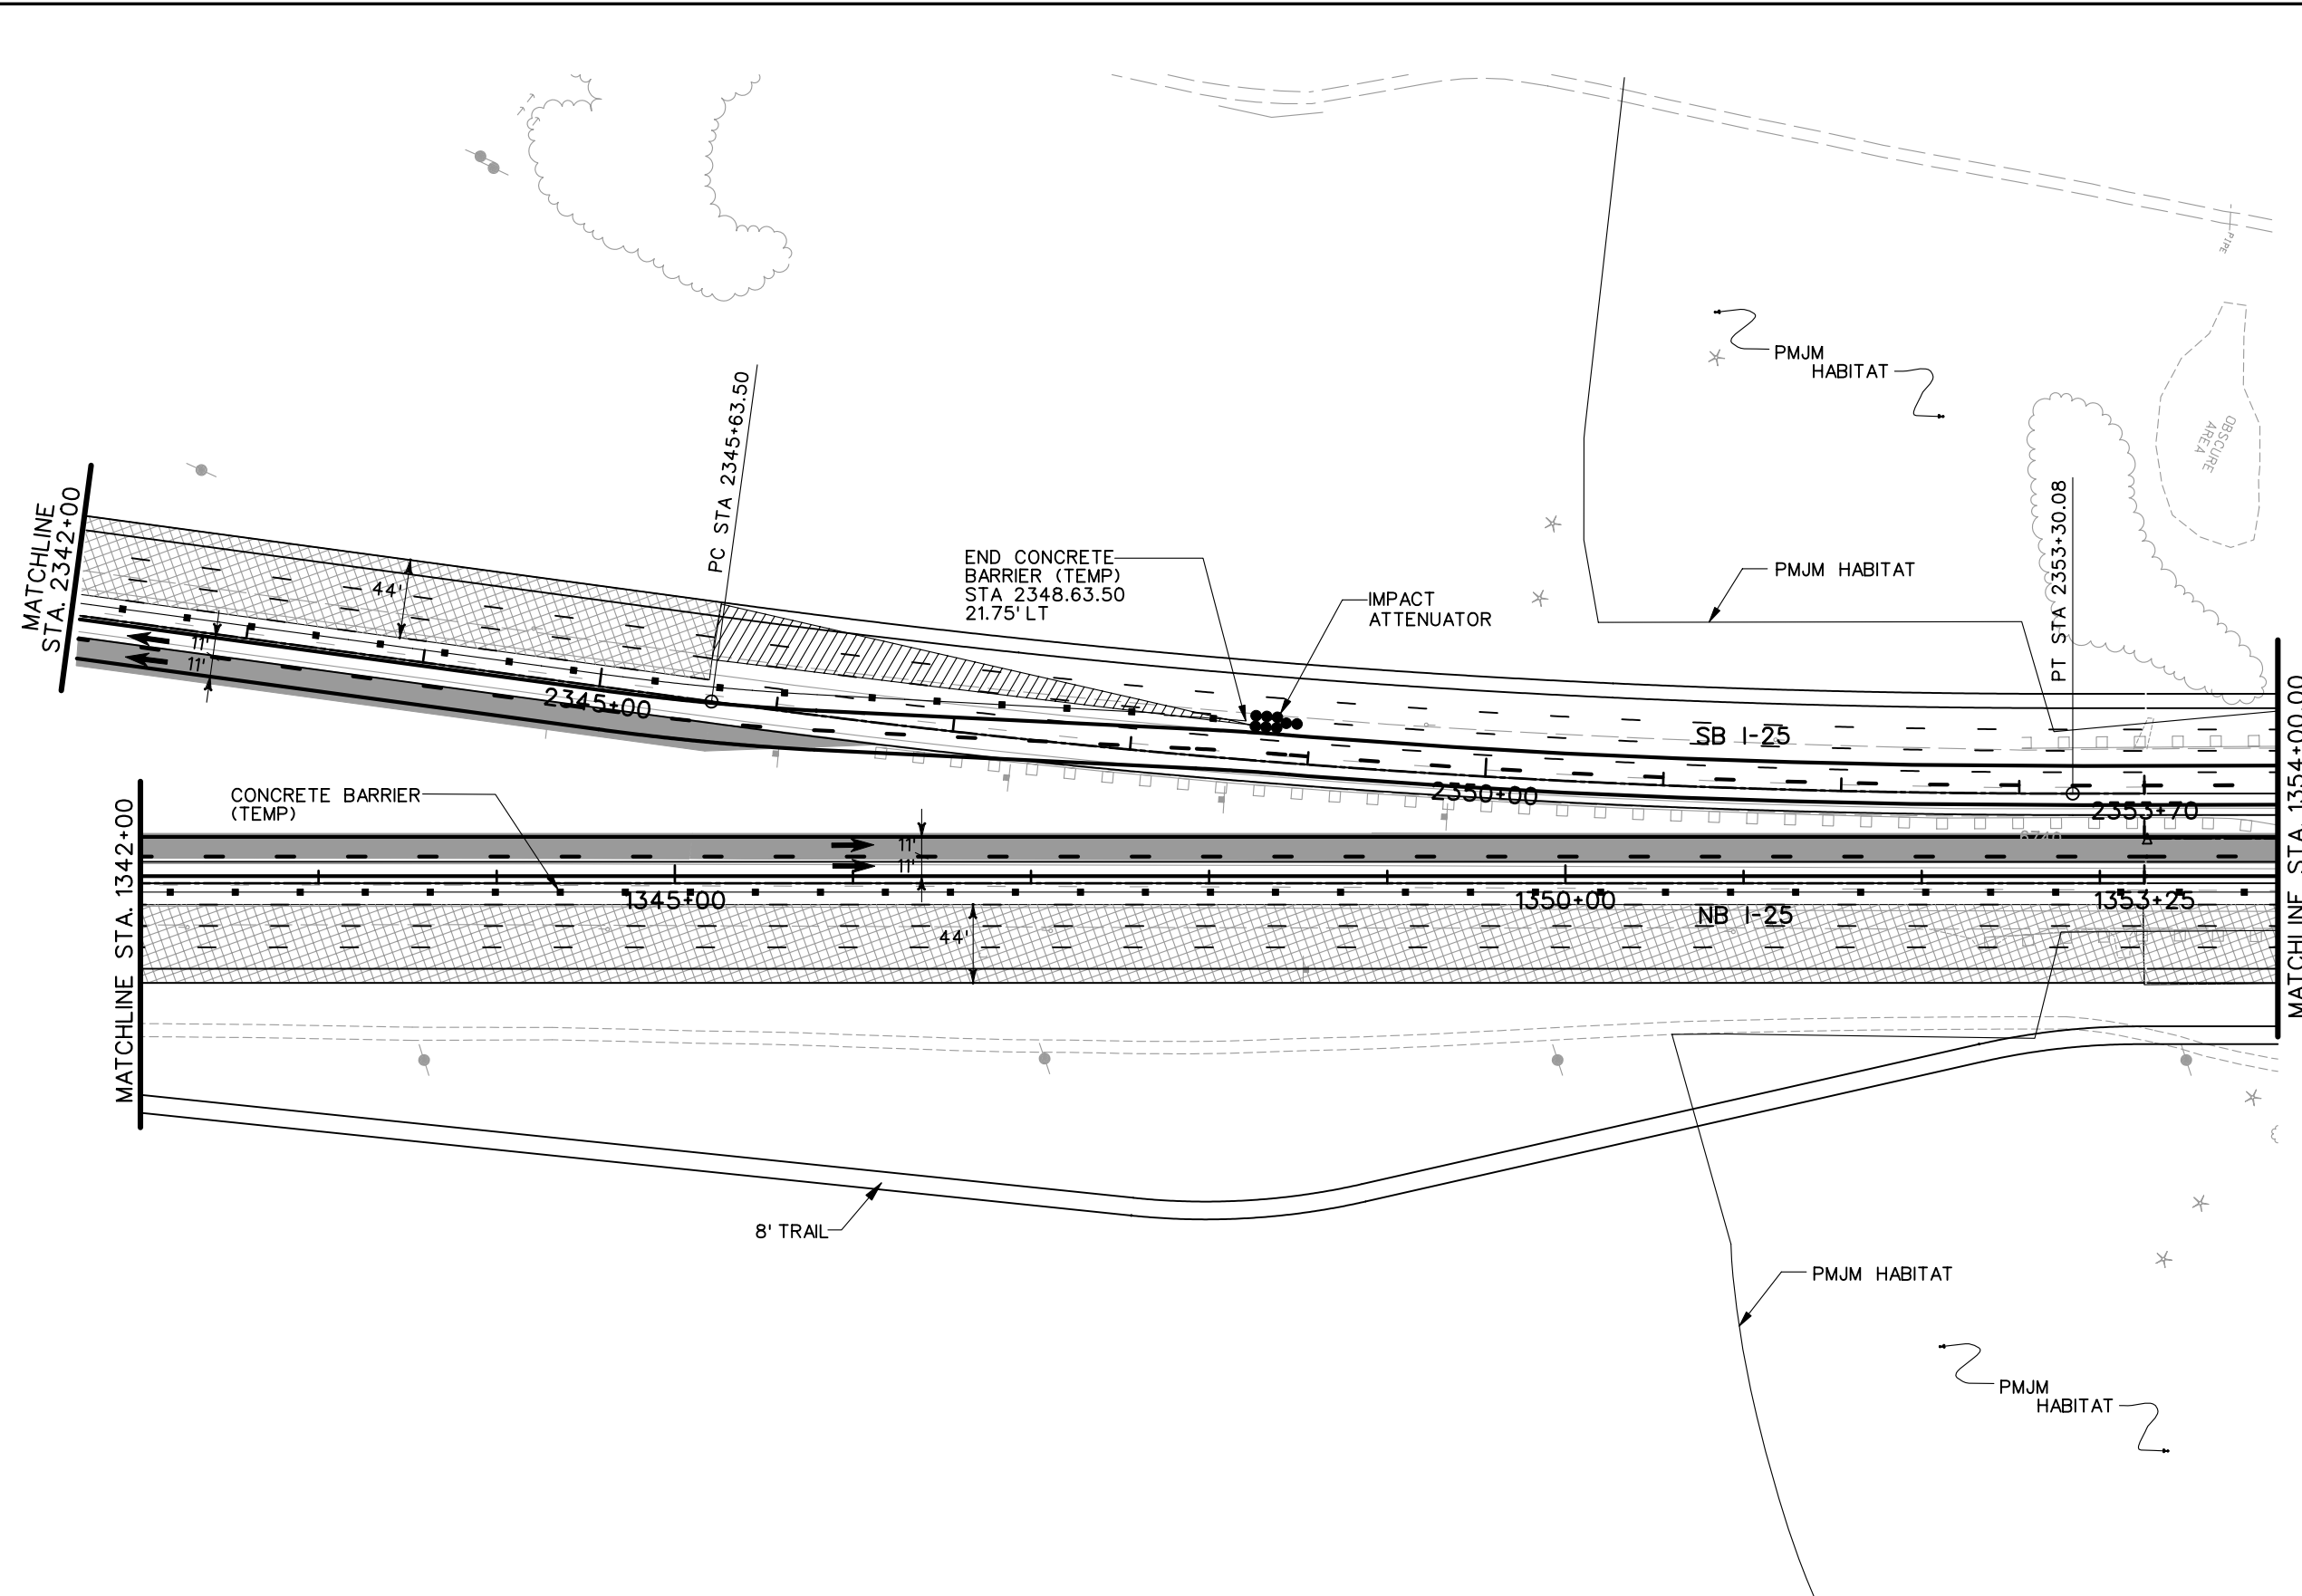 PIPE
PMJM
HABITAT
OBSCURE
AREA
PC STA 2345+63.50
MATCHLINE
STA. 2342+00
PT STA 2353+30.08
END CONCRETE
BARRIER (TEMP)
STA 2348.63.50
21.75' LT
IMPACT
ATTENUATOR
PMJM HABITAT
44'
11'
11'
2345+00
SB I-25
2350+00
2353+70
CONCRETE BARRIER
(TEMP)
MATCHLINE STA. 1342+00
11'
11'
1345+00
1350+00
NB I-25
1353+25
44'
MATCHLINE STA. 1354+00.00
8' TRAIL
PMJM HABITAT
PMJM
HABITAT